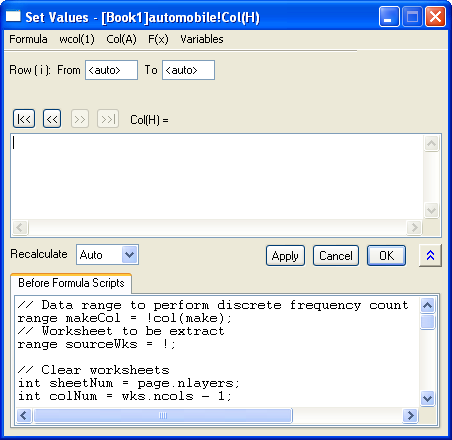 Set Values - [Book1]automobile!Col(H)
Formula wcol(1) Col(A) F(x) Variables
Row ( i ): From <auto> To <auto>
|<< << >> >>| Col(H) =
Recalculate Auto Apply Cancel OK
Before Formula Scripts
// Data range to perform discrete frequency count
range makeCol = !col(make);
// Worksheet to be extract
range sourceWks = !;
// Clear worksheets
int sheetNum = page.nlayers;
int colNum = wks.ncols - 1;